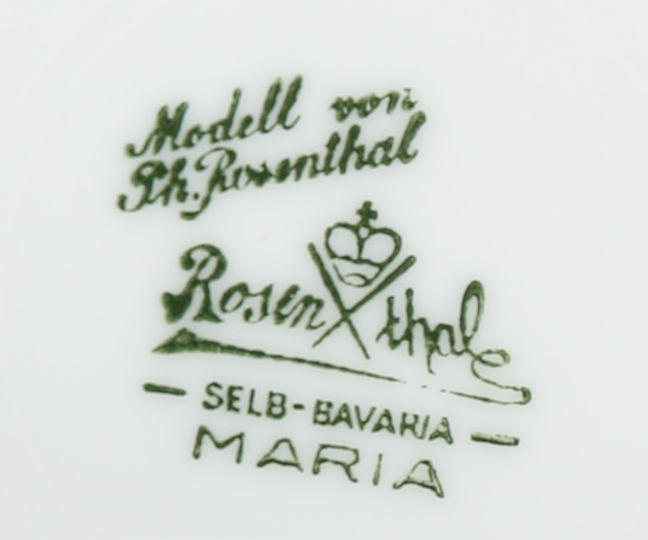 Modell von
Ph. Rosenthal
Rosenthal
SELB-BAVARIA
MARIA